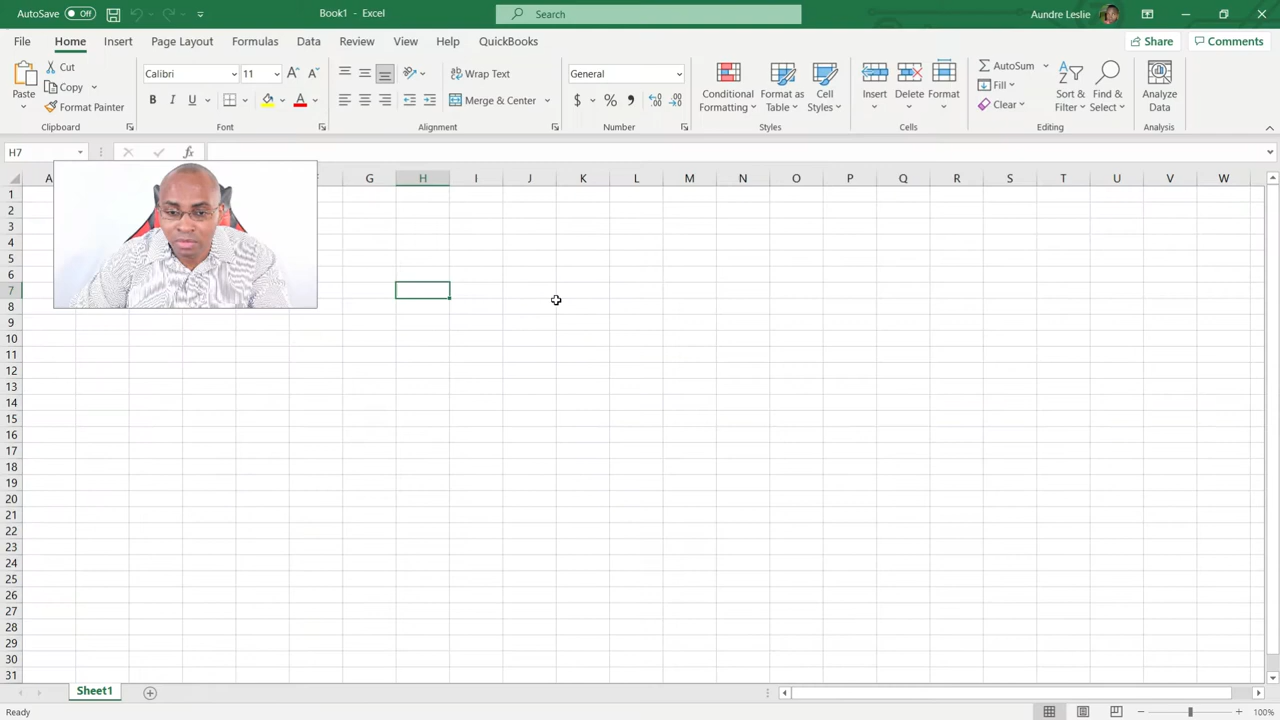 AutoSave Off Book1 - Excel Search Aundre Leslie
File Home Insert Page Layout Formulas Data Review View Help QuickBooks Share Comments
Paste Cut Copy Format Painter
Calibri 11 A A B I U A
Wrap Text Merge & Center
General $ % ,
Conditional Formatting Format as Table Cell Styles
Insert Delete Format
AutoSum Fill Clear Sort & Filter Find & Select
Analyze Data
Clipboard Font Alignment Number Styles Cells Editing Analysis
H7 fx
A G H I J K L M N O P Q R S T U V W
1
2
3
4
5
6
7
8
9
10
11
12
13
14
15
16
17
18
19
20
21
22
23
24
25
26
27
28
29
30
31
Sheet1
Ready 100%